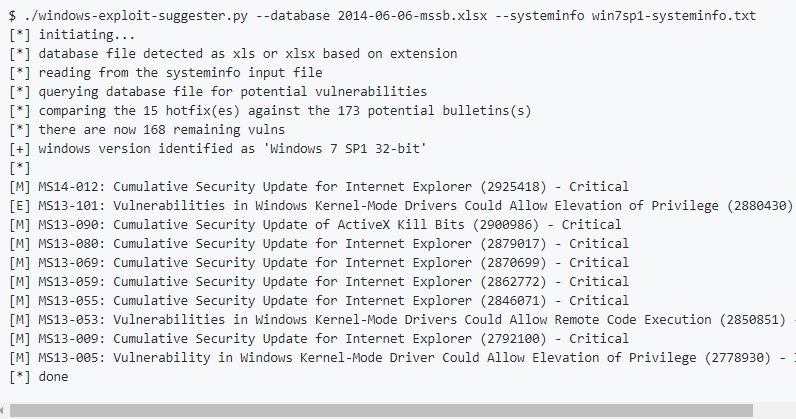 $ ./windows-exploit-suggester.py --database 2014-06-06-mssb.xlsx --systeminfo win7sp1-systeminfo.txt
[*] initiating...
[*] database file detected as xls or xlsx based on extension
[*] reading from the systeminfo input file
[*] querying database file for potential vulnerabilities
[*] comparing the 15 hotfix(es) against the 173 potential bulletins(s)
[*] there are now 168 remaining vulns
[+] windows version identified as 'Windows 7 SP1 32-bit'
[*]
[M] MS14-012: Cumulative Security Update for Internet Explorer (2925418) - Critical
[E] MS13-101: Vulnerabilities in Windows Kernel-Mode Drivers Could Allow Elevation of Privilege (2880430)
[M] MS13-090: Cumulative Security Update of ActiveX Kill Bits (2900986) - Critical
[M] MS13-080: Cumulative Security Update for Internet Explorer (2879017) - Critical
[M] MS13-069: Cumulative Security Update for Internet Explorer (2870699) - Critical
[M] MS13-059: Cumulative Security Update for Internet Explorer (2862772) - Critical
[M] MS13-055: Cumulative Security Update for Internet Explorer (2846071) - Critical
[M] MS13-053: Vulnerabilities in Windows Kernel-Mode Drivers Could Allow Remote Code Execution (2850851) -
[M] MS13-009: Cumulative Security Update for Internet Explorer (2792100) - Critical
[M] MS13-005: Vulnerability in Windows Kernel-Mode Driver Could Allow Elevation of Privilege (2778930) -
[*] done